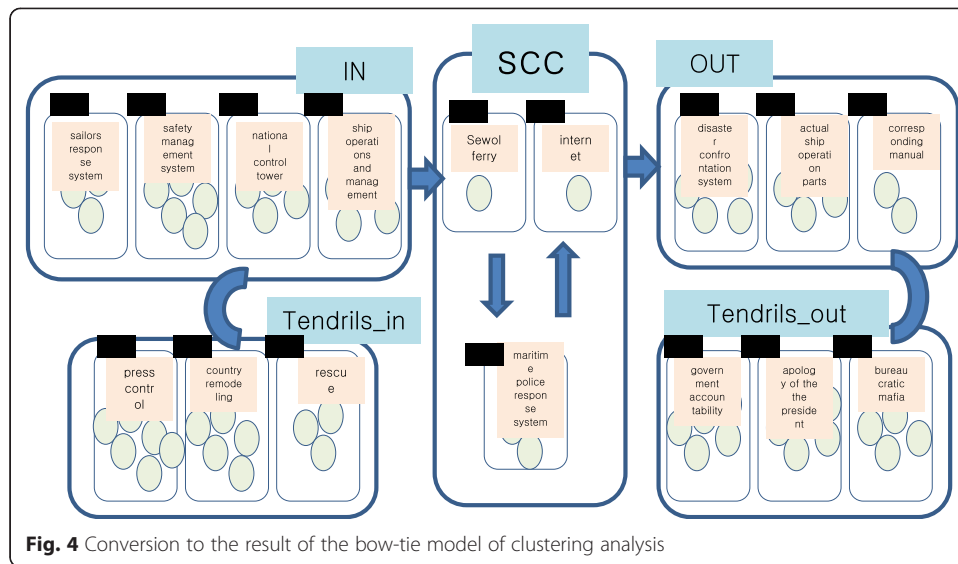 IN
SCC
OUT
sailors
respon
se
system
safety
manag
ement
system
nationa
l control
tower
ship
operati
ons
and
manag
ement
Sewol
ferry
intern
et
disaste
r
confro
ntation
system
actual
ship
operati
on
parts
corresp
onding
manual
Tendrils_in
Tendrils_out
press
contr
ol
country
remode
ling
rescu
e
maritim
e
police
respon
se
system
govern
ment
accoun
tability
apolog
y of the
preside
nt
bureau
cratic
mafia
Fig. 4 Conversion to the result of the bow-tie model of clustering analysis